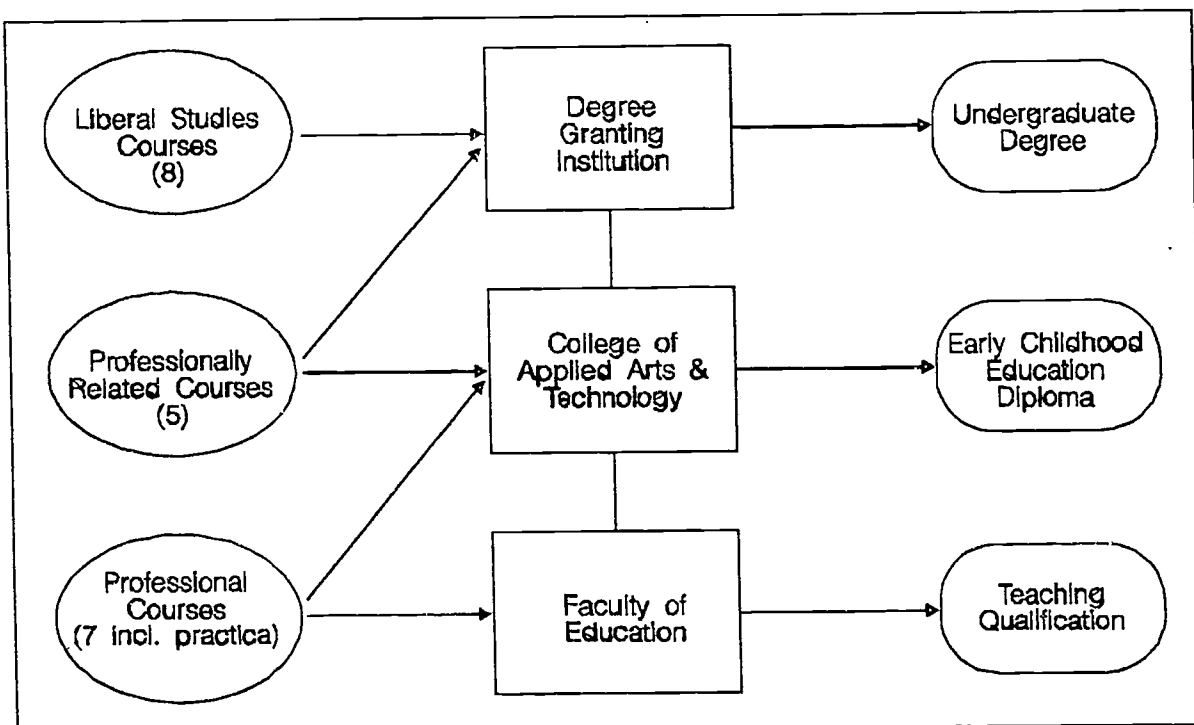 Liberal Studies
Courses
(8)
Degree
Granting
Institution
Undergraduate
Degree
Professionally
Related Courses
(5)
College of
Applied Arts &
Technology
Early Childhood
Education
Diploma
Professional
Courses
(7 incl. practica)
Faculty of
Education
Teaching
Qualification